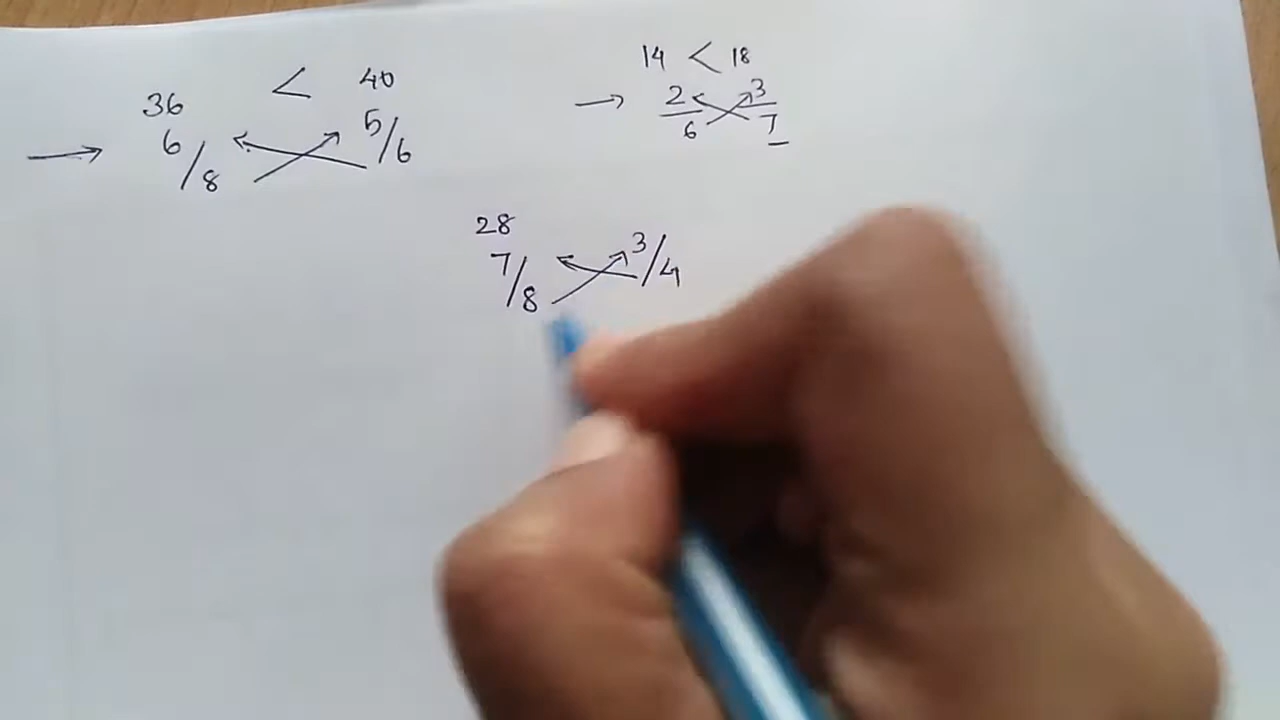 36 < 40
→ 6/8 5/6
14 < 18
→ 2/6 3/7
28
7/8 3/4